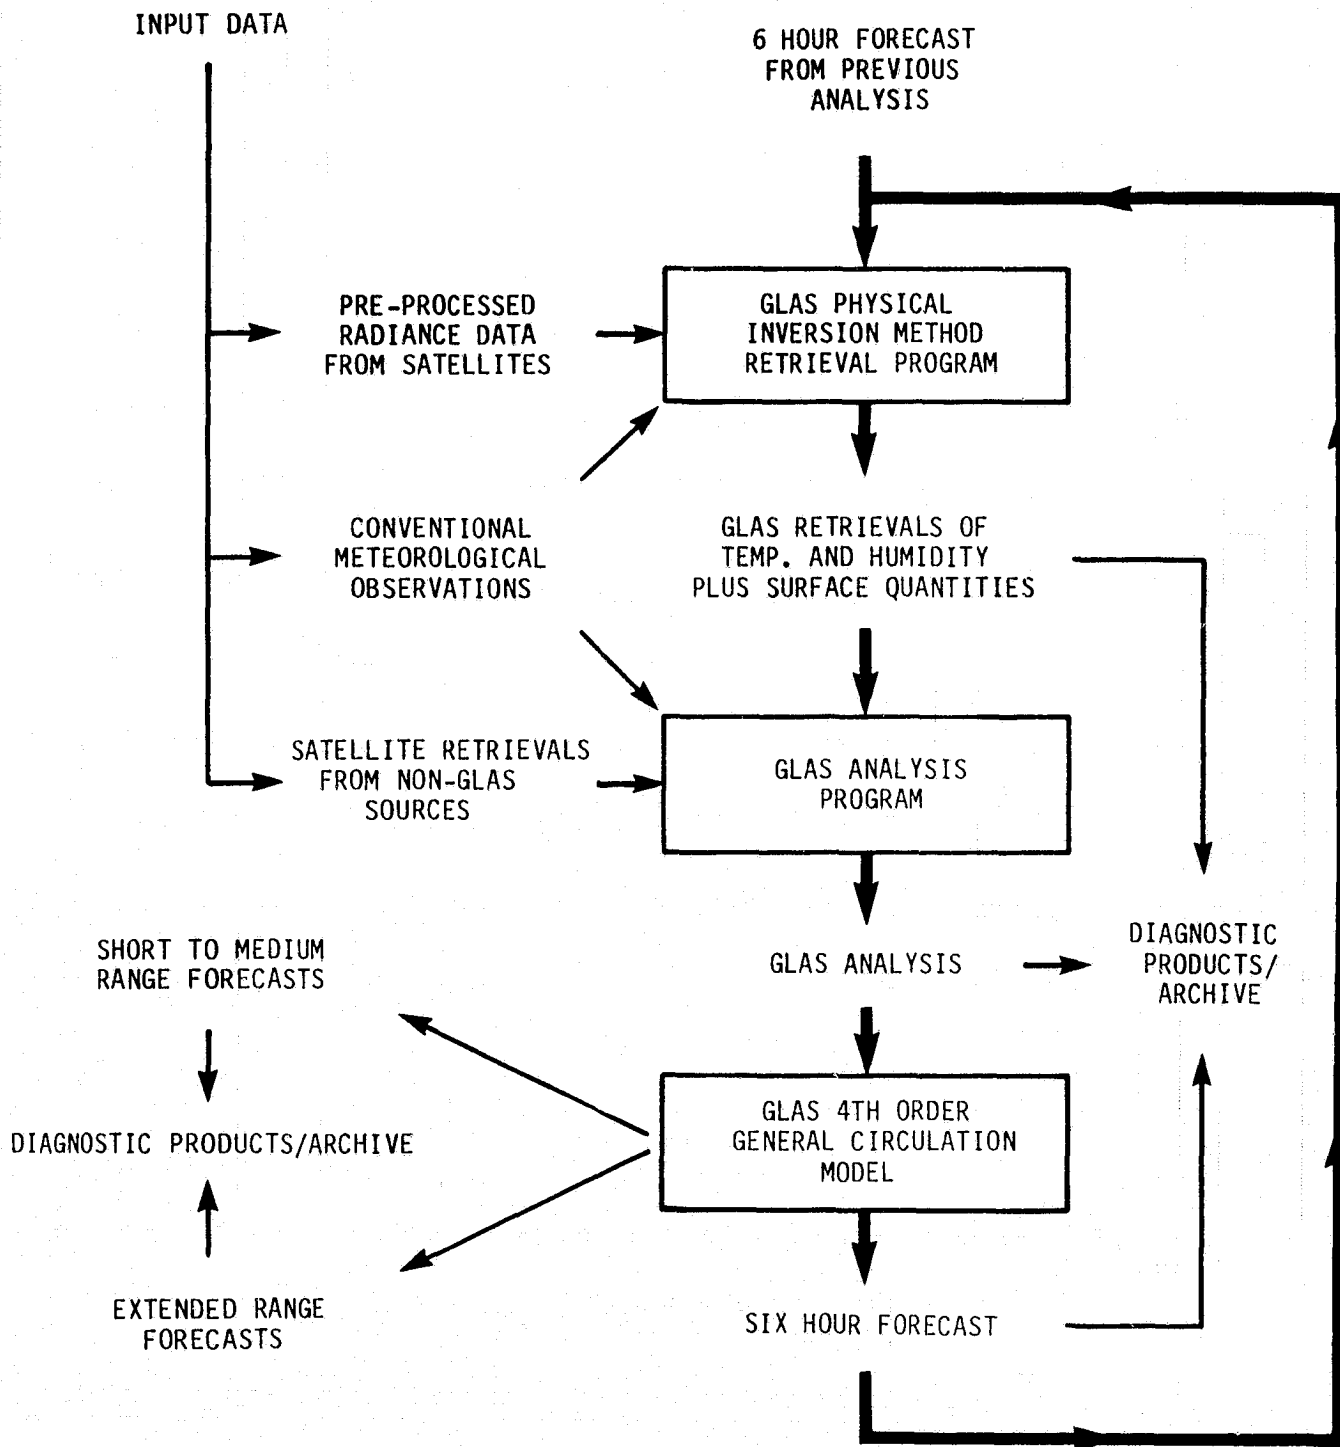 INPUT DATA
6 HOUR FORECAST
FROM PREVIOUS
ANALYSIS
PRE-PROCESSED
RADIANCE DATA
FROM SATELLITES
GLAS PHYSICAL
INVERSION METHOD
RETRIEVAL PROGRAM
CONVENTIONAL
METEOROLOGICAL
OBSERVATIONS
GLAS RETRIEVALS OF
TEMP. AND HUMIDITY
PLUS SURFACE QUANTITIES
SATELLITE RETRIEVALS
FROM NON-GLAS
SOURCES
GLAS ANALYSIS
PROGRAM
SHORT TO MEDIUM
RANGE FORECASTS
GLAS ANALYSIS
DIAGNOSTIC
PRODUCTS/
ARCHIVE
DIAGNOSTIC PRODUCTS/ARCHIVE
GLAS 4TH ORDER
GENERAL CIRCULATION
MODEL
EXTENDED RANGE
FORECASTS
SIX HOUR FORECAST